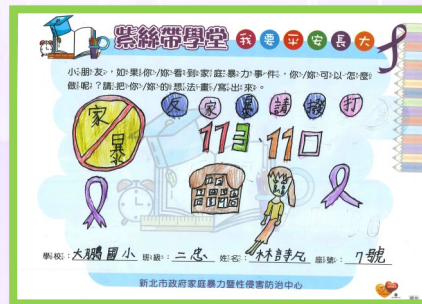 紫絲帶學堂 我要平安長大
小朋友，如果你/妳看到家庭暴力事件，你/妳可以怎麼
做呢？請把你/妳的想法畫/寫出來。
反家暴請撥打
家暴
113、110
學校：大鵬國小 班級：二忠 姓名：林詩凡 座號：7號
新北市政府家庭暴力暨性侵害防治中心